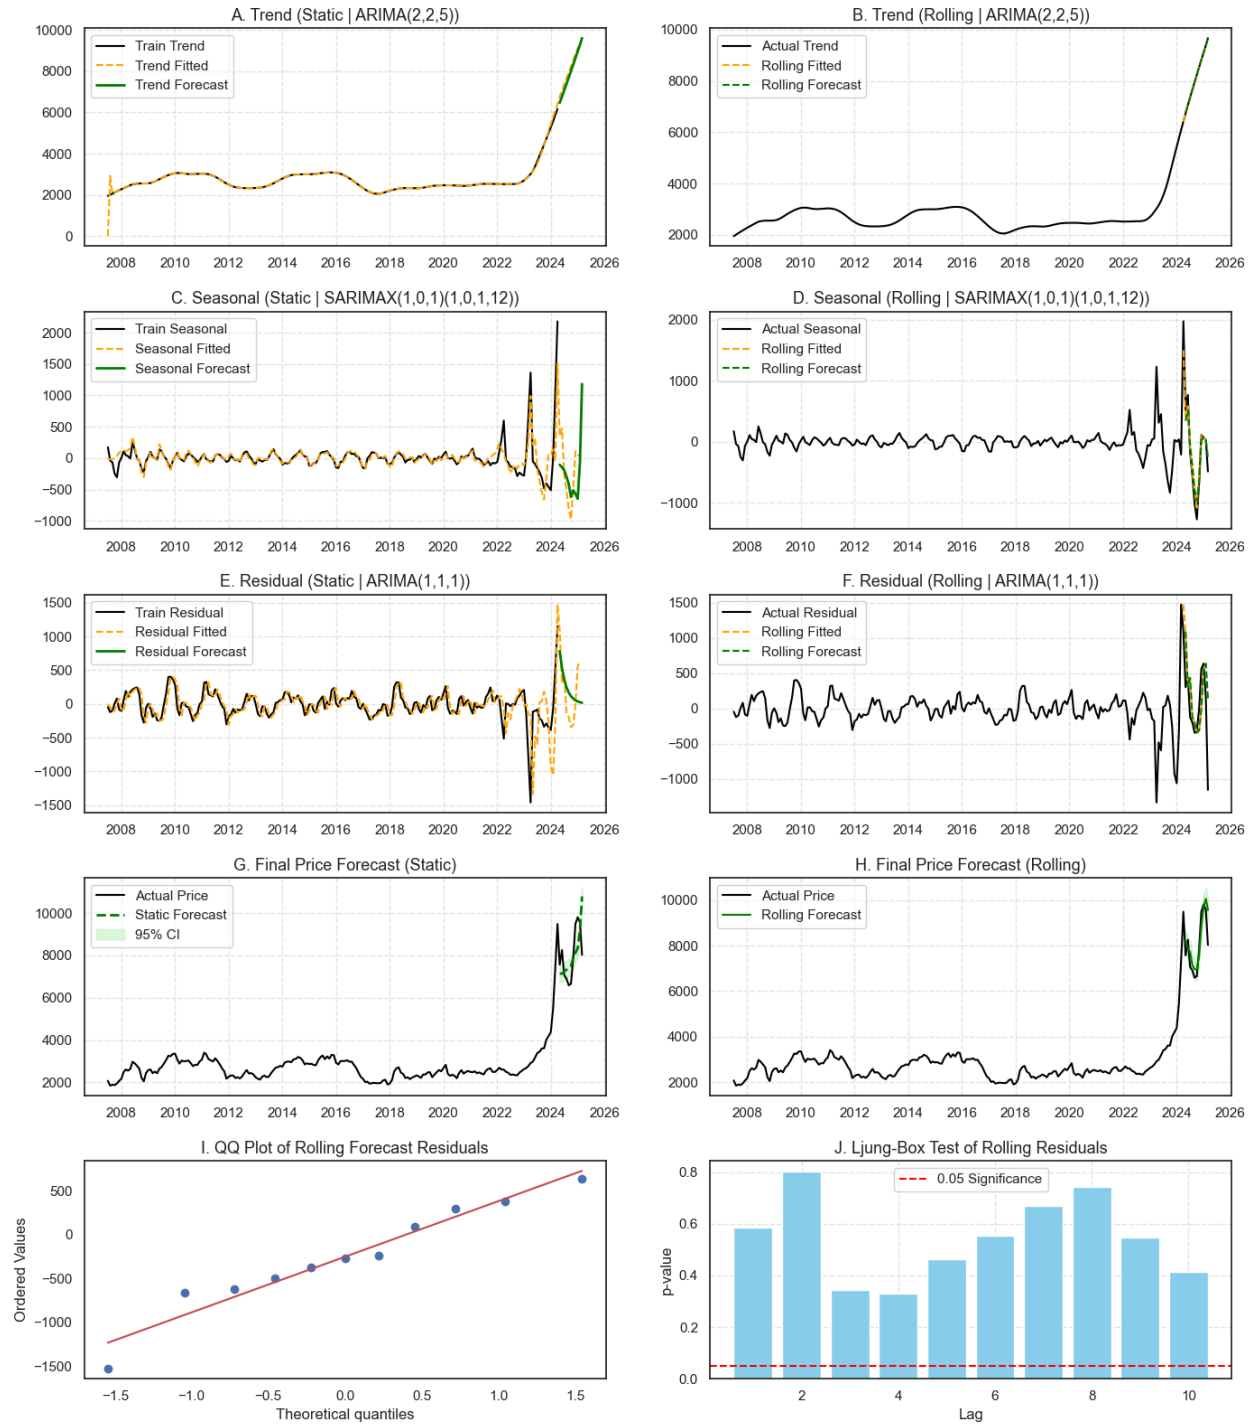 A. Trend (Static | ARIMA(2,2,5))
10000
8000
6000
4000
2000
0
Train Trend
Trend Fitted
Trend Forecast
2008 2010 2012 2014 2016 2018 2020 2022 2024 2026
B. Trend (Rolling | ARIMA(2,2,5))
10000
8000
6000
4000
2000
Actual Trend
Rolling Fitted
Rolling Forecast
2008 2010 2012 2014 2016 2018 2020 2022 2024 2026
C. Seasonal (Static | SARIMAX(1,0,1)(1,0,1,12))
2000
1500
1000
500
0
−500
−1000
Train Seasonal
Seasonal Fitted
Seasonal Forecast
2008 2010 2012 2014 2016 2018 2020 2022 2024 2026
D. Seasonal (Rolling | SARIMAX(1,0,1)(1,0,1,12))
2000
1000
0
−1000
Actual Seasonal
Rolling Fitted
Rolling Forecast
2008 2010 2012 2014 2016 2018 2020 2022 2024 2026
E. Residual (Static | ARIMA(1,1,1))
1500
1000
500
0
−500
−1000
−1500
Train Residual
Residual Fitted
Residual Forecast
2008 2010 2012 2014 2016 2018 2020 2022 2024 2026
F. Residual (Rolling | ARIMA(1,1,1))
1500
1000
500
0
−500
−1000
Actual Residual
Rolling Fitted
Rolling Forecast
2008 2010 2012 2014 2016 2018 2020 2022 2024 2026
G. Final Price Forecast (Static)
10000
8000
6000
4000
2000
Actual Price
Static Forecast
95% CI
2008 2010 2012 2014 2016 2018 2020 2022 2024 2026
H. Final Price Forecast (Rolling)
10000
8000
6000
4000
2000
Actual Price
Rolling Forecast
2008 2010 2012 2014 2016 2018 2020 2022 2024 2026
I. QQ Plot of Rolling Forecast Residuals
Ordered Values
500
0
−500
−1000
−1500
−1.5 −1.0 −0.5 0.0 0.5 1.0 1.5
Theoretical quantiles
J. Ljung-Box Test of Rolling Residuals
p-value
0.8
0.6
0.4
0.2
0.0
0.05 Significance
2 4 6 8 10
Lag